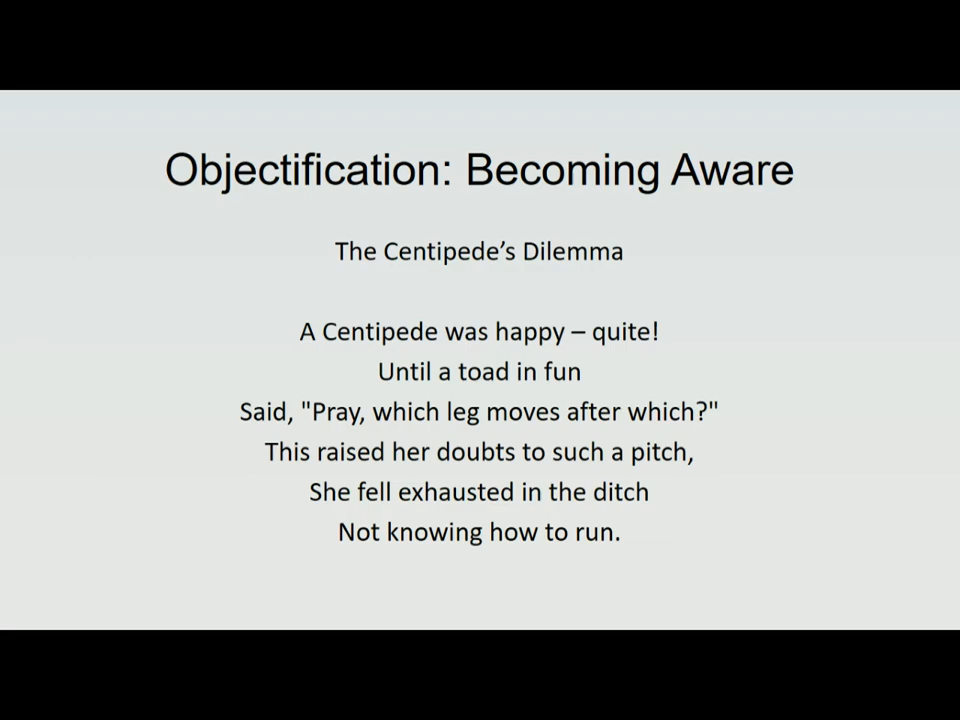 Objectification: Becoming Aware
The Centipede’s Dilemma
A Centipede was happy – quite!
Until a toad in fun
Said, "Pray, which leg moves after which?"
This raised her doubts to such a pitch,
She fell exhausted in the ditch
Not knowing how to run.